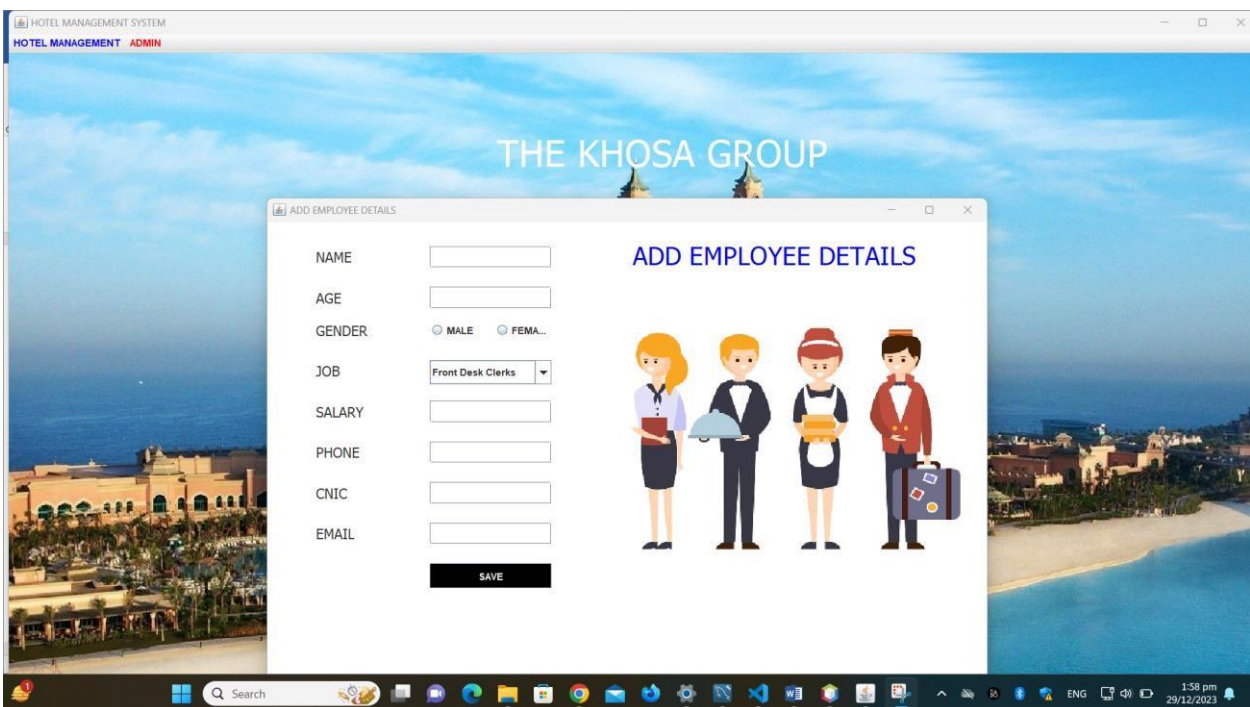 HOTEL MANAGEMENT SYSTEM
HOTEL MANAGEMENT ADMIN
THE KHOSA GROUP
ADD EMPLOYEE DETAILS
ADD EMPLOYEE DETAILS
NAME
AGE
GENDER MALE FEMA...
JOB Front Desk Clerks
SALARY
PHONE
CNIC
EMAIL
SAVE
1
Search
ENG
1:58 pm
29/12/2023